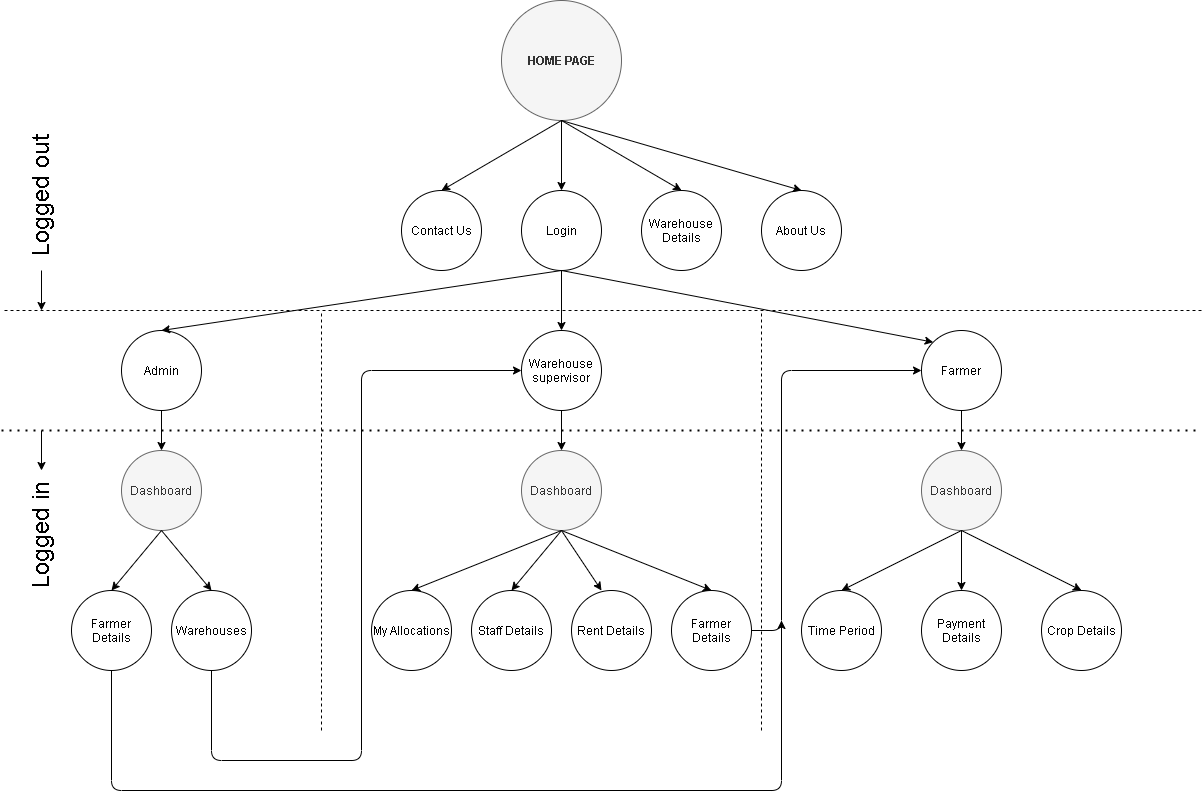 HOME PAGE
Logged out
Contact Us
Login
Warehouse
Details
About Us
Admin
Warehouse
supervisor
Farmer
Logged in
Dashboard
Dashboard
Dashboard
Farmer
Details
Warehouses
My Allocations
Staff Details
Rent Details
Farmer
Details
Time Period
Payment
Details
Crop Details